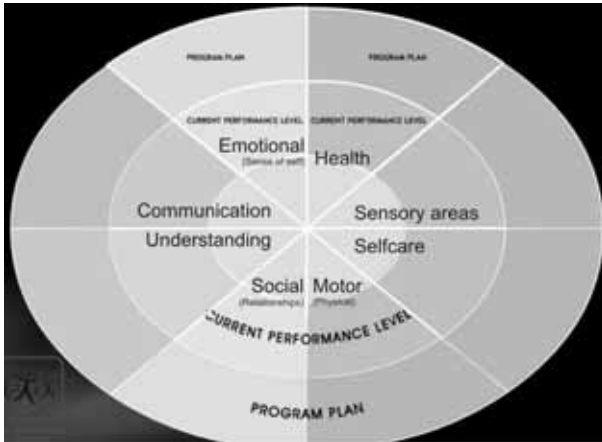 PROGRAM PLAN PROGRAM PLAN
CURRENT PERFORMANCE LEVEL CURRENT PERFORMANCE LEVEL
Emotional Health
(Sense of self)
Communication Sensory areas
Understanding Selfcare
Social Motor
(Relationships) (Physical)
CURRENT PERFORMANCE LEVEL
PROGRAM PLAN